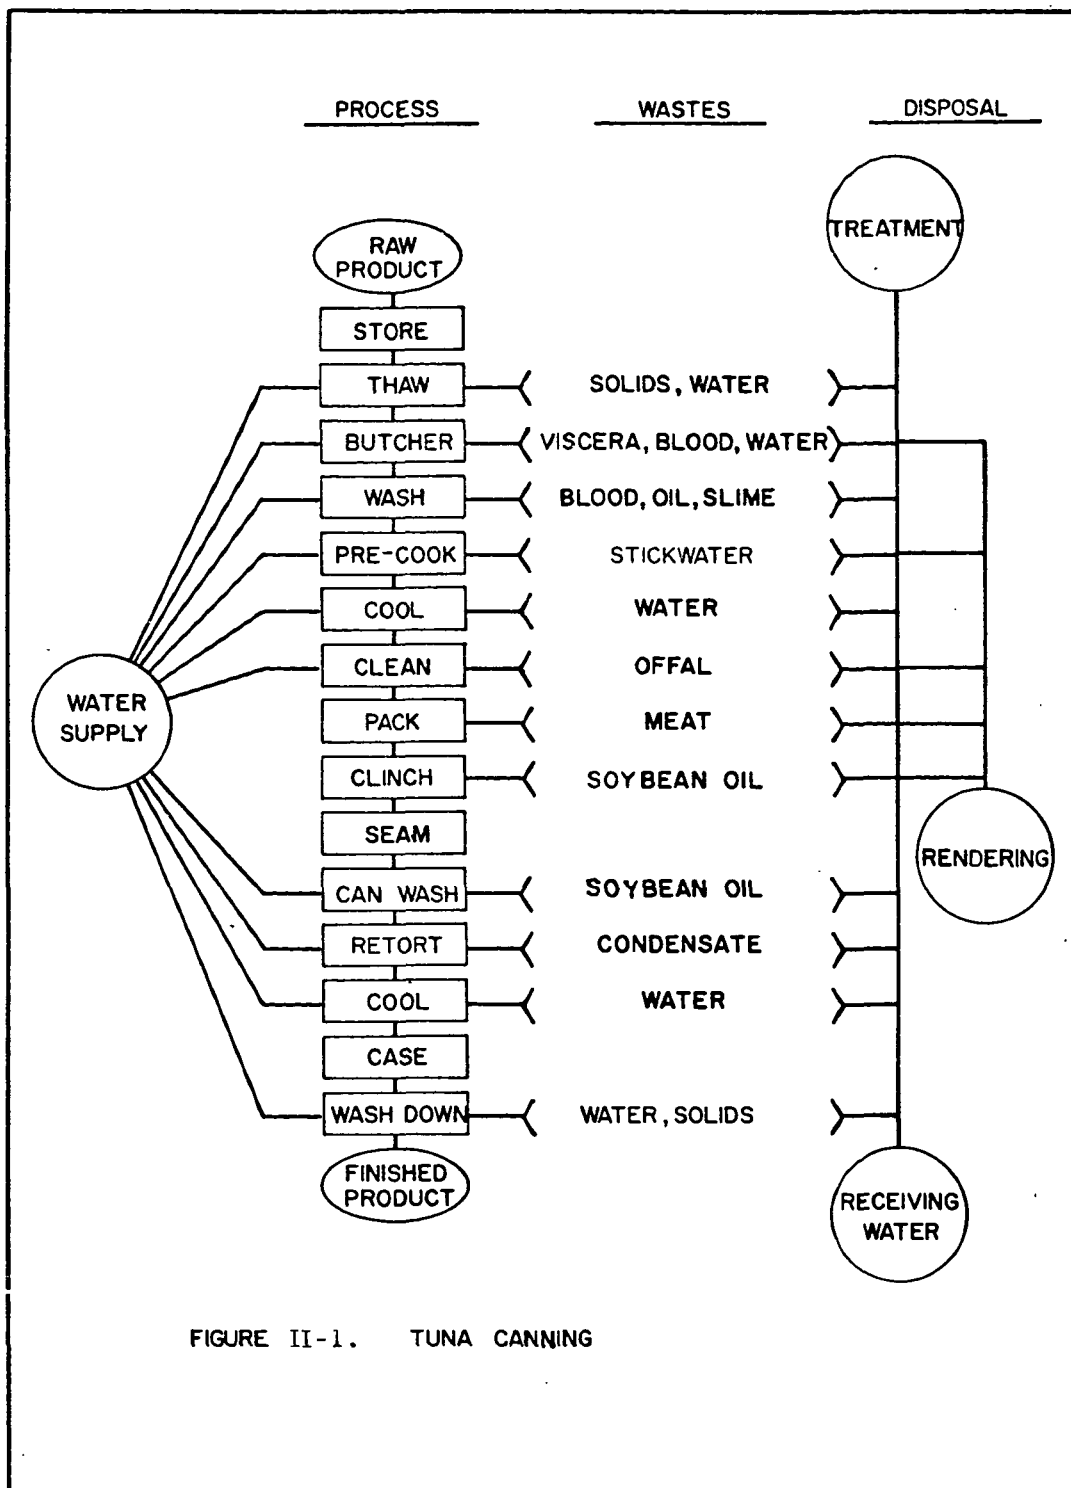 PROCESS WASTES DISPOSAL
TREATMENT
RAW
PRODUCT
STORE
THAW SOLIDS, WATER
BUTCHER VISCERA, BLOOD, WATER
WASH BLOOD, OIL, SLIME
PRE-COOK STICKWATER
COOL WATER
CLEAN OFFAL
WATER
SUPPLY
PACK MEAT
CLINCH SOYBEAN OIL
SEAM
RENDERING
CAN WASH SOYBEAN OIL
RETORT CONDENSATE
COOL WATER
CASE
WASH DOWN WATER, SOLIDS
FINISHED
PRODUCT
RECEIVING
WATER
FIGURE II-1. TUNA CANNING